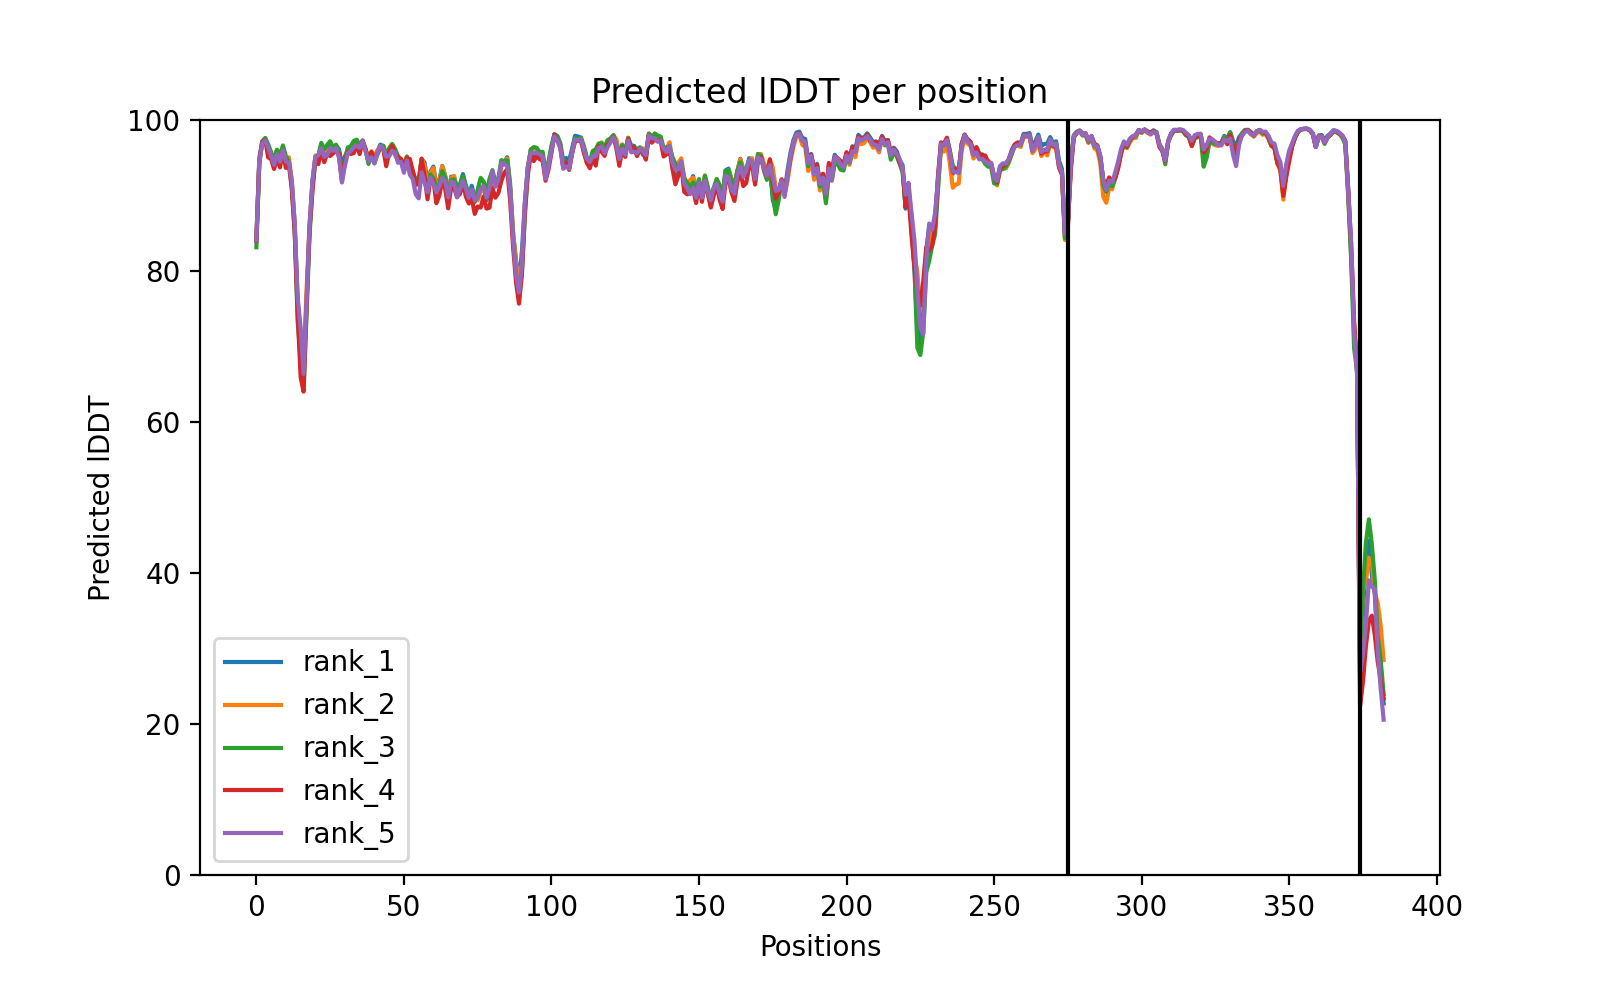 Predicted lDDT per position
100
80
60
40
20
0
Predicted lDDT
rank_1
rank_2
rank_3
rank_4
rank_5
0 50 100 150 200 250 300 350 400
Positions